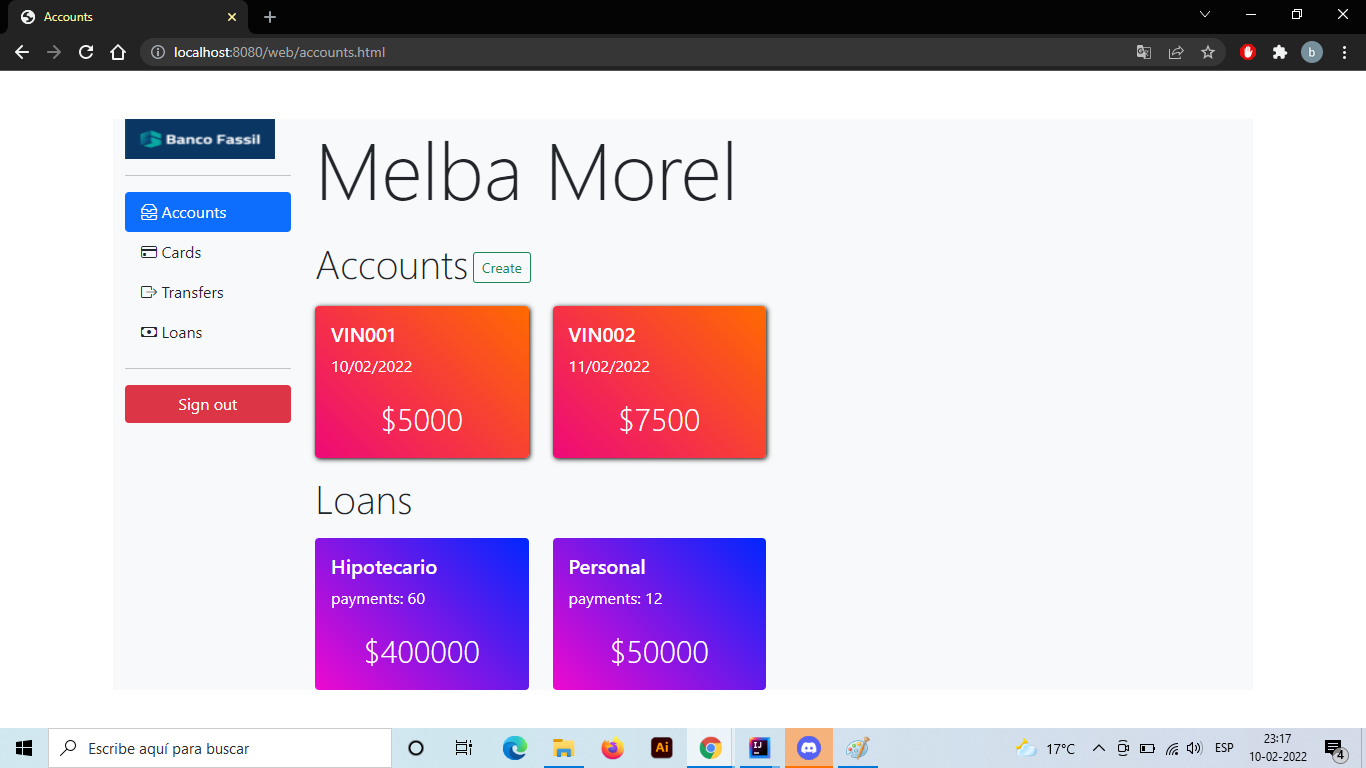 Accounts
localhost:8080/web/accounts.html
b
Banco Fassil
Melba Morel
Accounts
Cards
Transfers
Loans
Sign out
Accounts Create
VIN001
10/02/2022
$5000
VIN002
11/02/2022
$7500
Loans
Hipotecario
payments: 60
$400000
Personal
payments: 12
$50000
Escribe aquí para buscar
Ai
IJ
17°C
ESP
23:17
10-02-2022
4